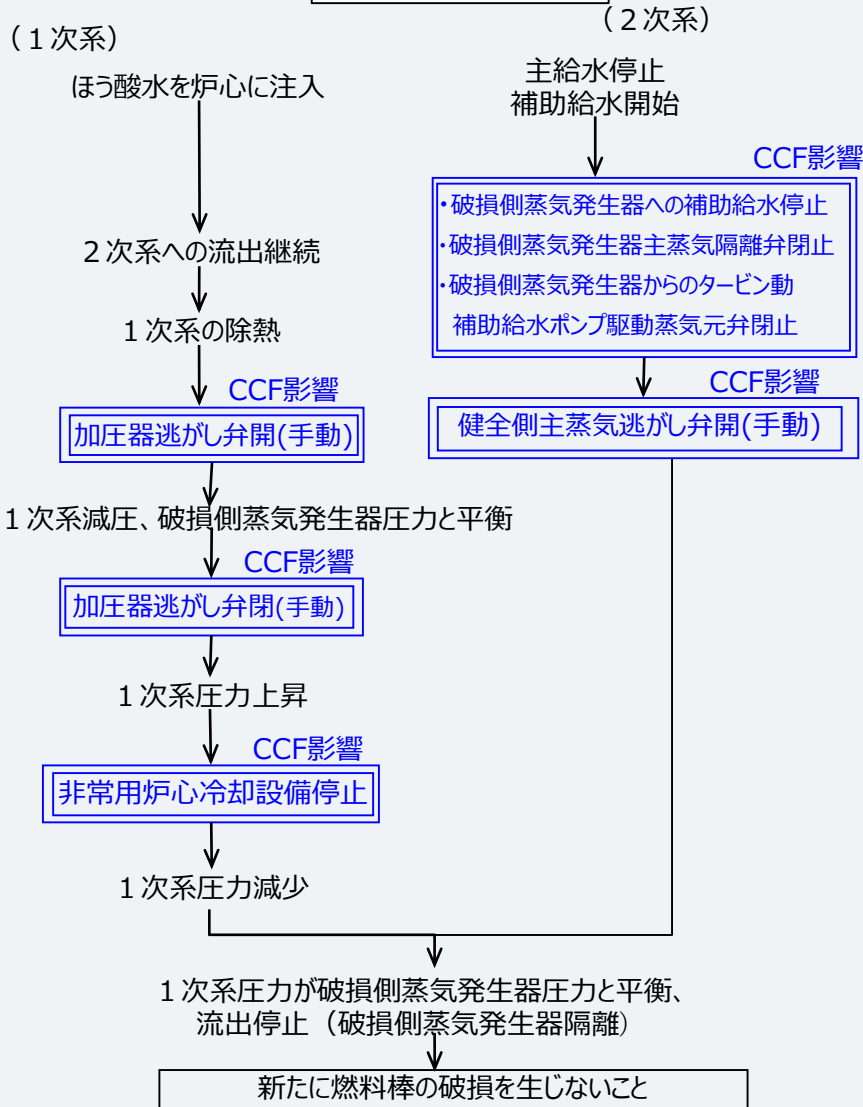 （１次系）
ほう酸水を炉心に注入
２次系への流出継続
１次系の除熱
CCF影響
加圧器逃がし弁開(手動)
１次系減圧、破損側蒸気発生器圧力と平衡
CCF影響
加圧器逃がし弁閉(手動)
１次系圧力上昇
CCF影響
非常用炉心冷却設備停止
１次系圧力減少
（２次系）
主給水停止
補助給水開始
CCF影響
・破損側蒸気発生器への補助給水停止
・破損側蒸気発生器主蒸気隔離弁閉止
・破損側蒸気発生器からのタービン動
補助給水ポンプ駆動蒸気元弁閉止
CCF影響
健全側主蒸気逃がし弁開(手動)
１次系圧力が破損側蒸気発生器圧力と平衡、
流出停止（破損側蒸気発生器隔離）
新たに燃料棒の破損を生じないこと